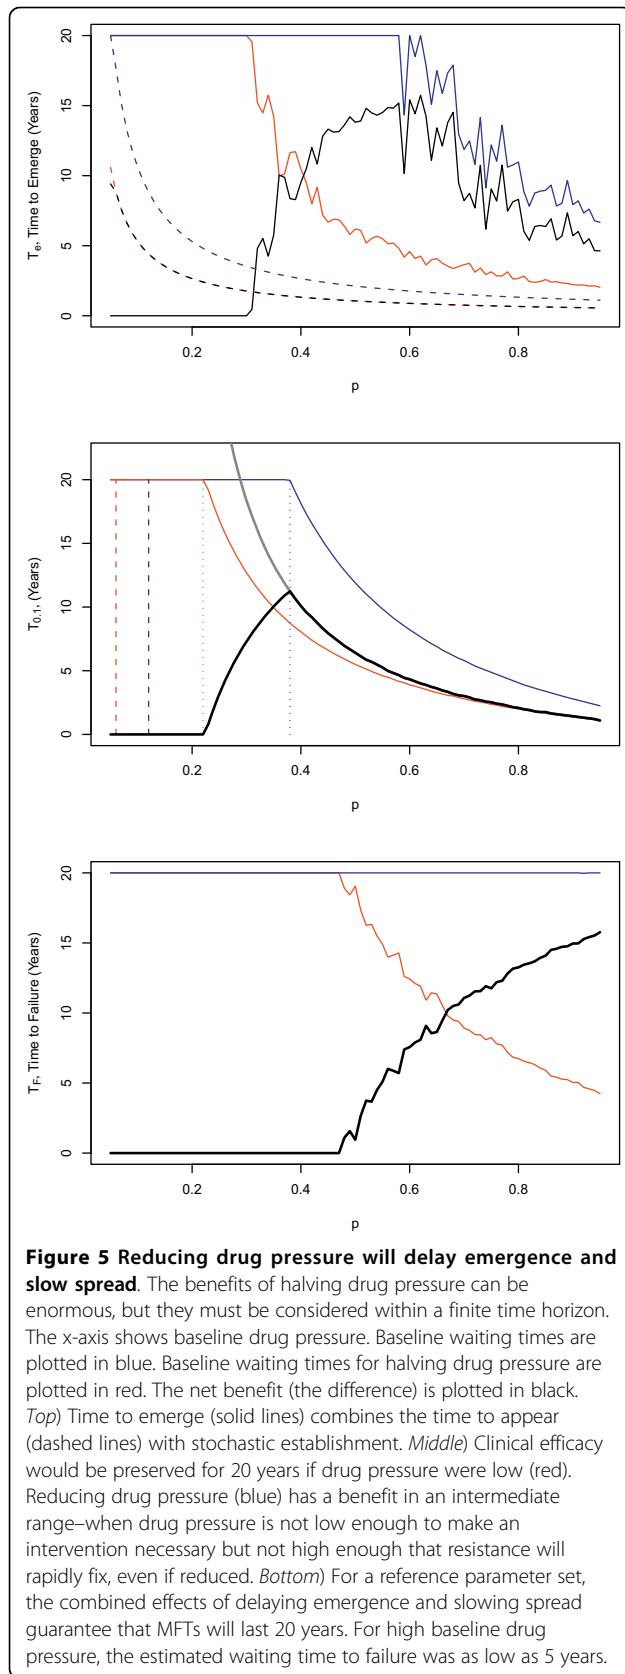 20
15
10
5
0
Tₑ, Time to Emerge (Years)
0.2 0.4 0.6 0.8
p
20
15
10
5
0
T₀.₁, (Years)
0.2 0.4 0.6 0.8
p
20
15
10
5
0
T_F, Time to Failure (Years)
0.2 0.4 0.6 0.8
p
Figure 5 Reducing drug pressure will delay emergence and
slow spread. The benefits of halving drug pressure can be
enormous, but they must be considered within a finite time horizon.
The x-axis shows baseline drug pressure. Baseline waiting times are
plotted in blue. Baseline waiting times for halving drug pressure are
plotted in red. The net benefit (the difference) is plotted in black.
Top) Time to emerge (solid lines) combines the time to appear
(dashed lines) with stochastic establishment. Middle) Clinical efficacy
would be preserved for 20 years if drug pressure were low (red).
Reducing drug pressure (blue) has a benefit in an intermediate
range–when drug pressure is not low enough to make an
intervention necessary but not high enough that resistance will
rapidly fix, even if reduced. Bottom) For a reference parameter set,
the combined effects of delaying emergence and slowing spread
guarantee that MFTs will last 20 years. For high baseline drug
pressure, the estimated waiting time to failure was as low as 5 years.